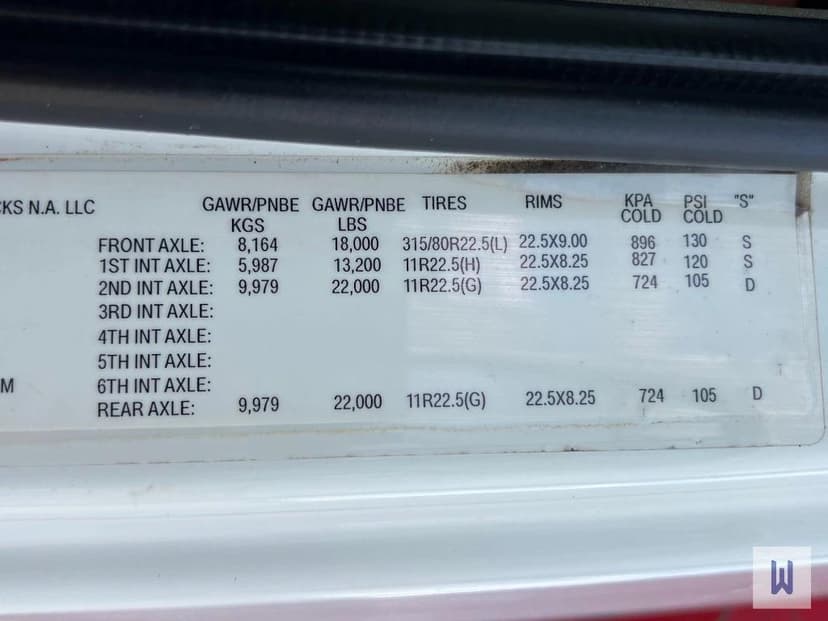 CKS N.A. LLC GAWR/PNBE GAWR/PNBE TIRES RIMS KPA PSI "S"
KGS LBS COLD COLD
FRONT AXLE: 8,164 18,000 315/80R22.5(L) 22.5X9.00 896 130 S
1ST INT AXLE: 5,987 13,200 11R22.5(H) 22.5X8.25 827 120 S
2ND INT AXLE: 9,979 22,000 11R22.5(G) 22.5X8.25 724 105 D
3RD INT AXLE:
4TH INT AXLE:
5TH INT AXLE:
M 6TH INT AXLE:
REAR AXLE: 9,979 22,000 11R22.5(G) 22.5X8.25 724 105 D
W